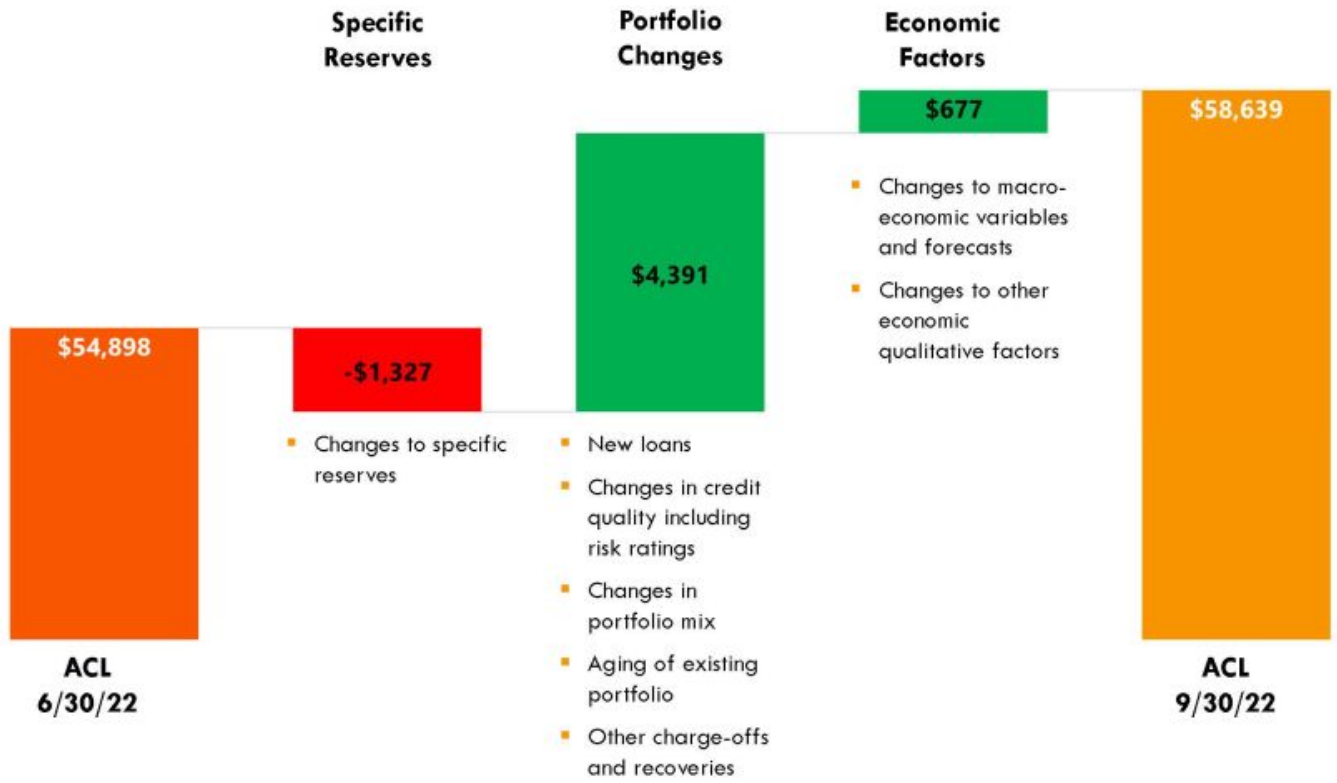 Specific
Reserves
Portfolio
Changes
Economic
Factors
$54,898
-$1,327
$4,391
$677
$58,639
▪ Changes to specific
reserves
▪ New loans
▪ Changes in credit
quality including
risk ratings
▪ Changes in
portfolio mix
▪ Aging of existing
portfolio
▪ Other charge-offs
and recoveries
▪ Changes to macro-
economic variables
and forecasts
▪ Changes to other
economic
qualitative factors
ACL
6/30/22
ACL
9/30/22